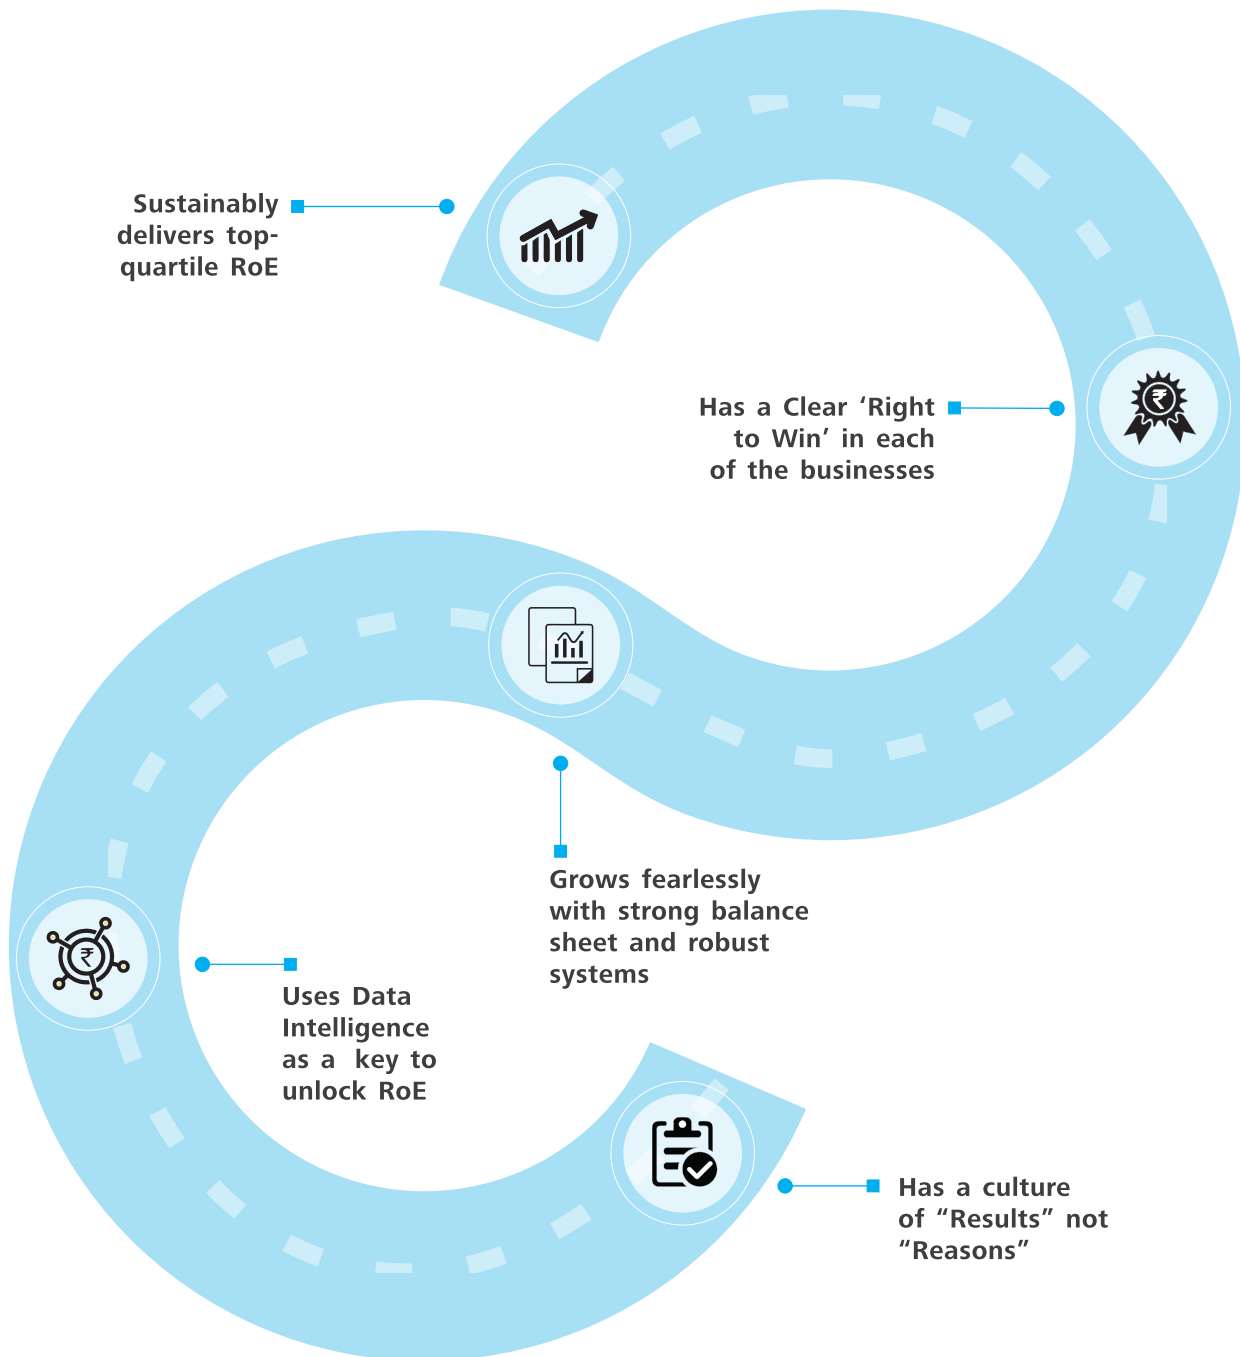 Sustainably
delivers top-
quartile RoE
Has a Clear ‘Right
to Win’ in each
of the businesses
Grows fearlessly
with strong balance
sheet and robust
systems
Uses Data
Intelligence
as a key to
unlock RoE
Has a culture
of “Results” not
“Reasons”
₹
₹